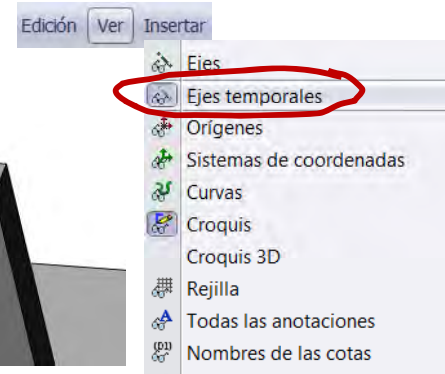 Edición Ver Insertar
Ejes
Ejes temporales
Orígenes
Sistemas de coordenadas
Curvas
Croquis
Croquis 3D
Rejilla
Todas las anotaciones
Nombres de las cotas